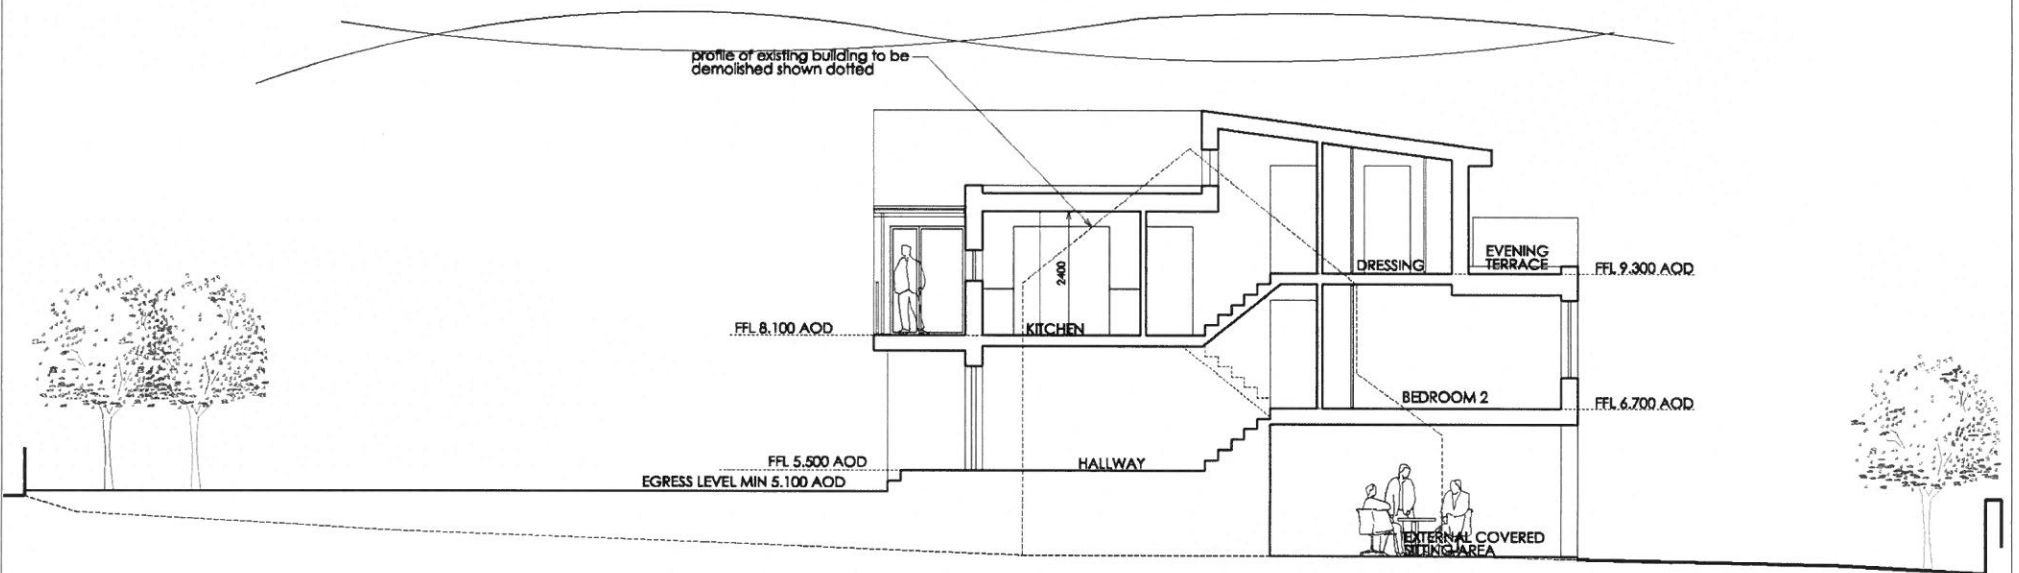 profile of existing building to be
demolished shown dotted
EVENING
TERRACE
DRESSING
FFL 9.300 AOD
2400
FFL 8.100 AOD
KITCHEN
BEDROOM 2
FFL 6.700 AOD
FFL 5.500 AOD
HALLWAY
EGRESS LEVEL MIN 5.100 AOD
EXTERNAL COVERED
SITTING AREA